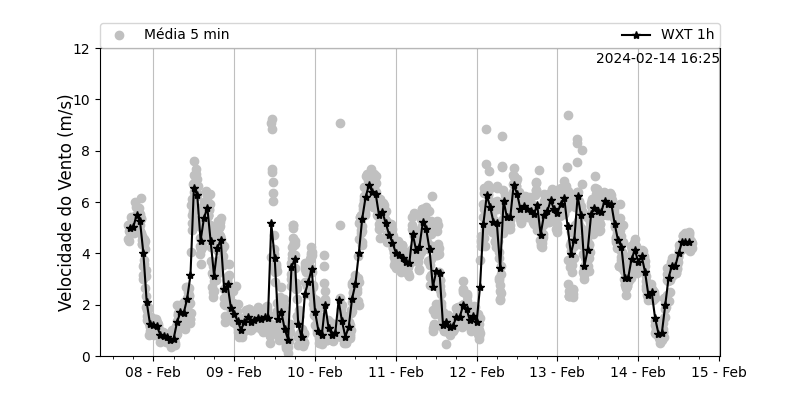 Média 5 min
WXT 1h
2024-02-14 16:25
Velocidade do Vento (m/s)
12
10
8
6
4
2
0
08 - Feb
09 - Feb
10 - Feb
11 - Feb
12 - Feb
13 - Feb
14 - Feb
15 - Feb